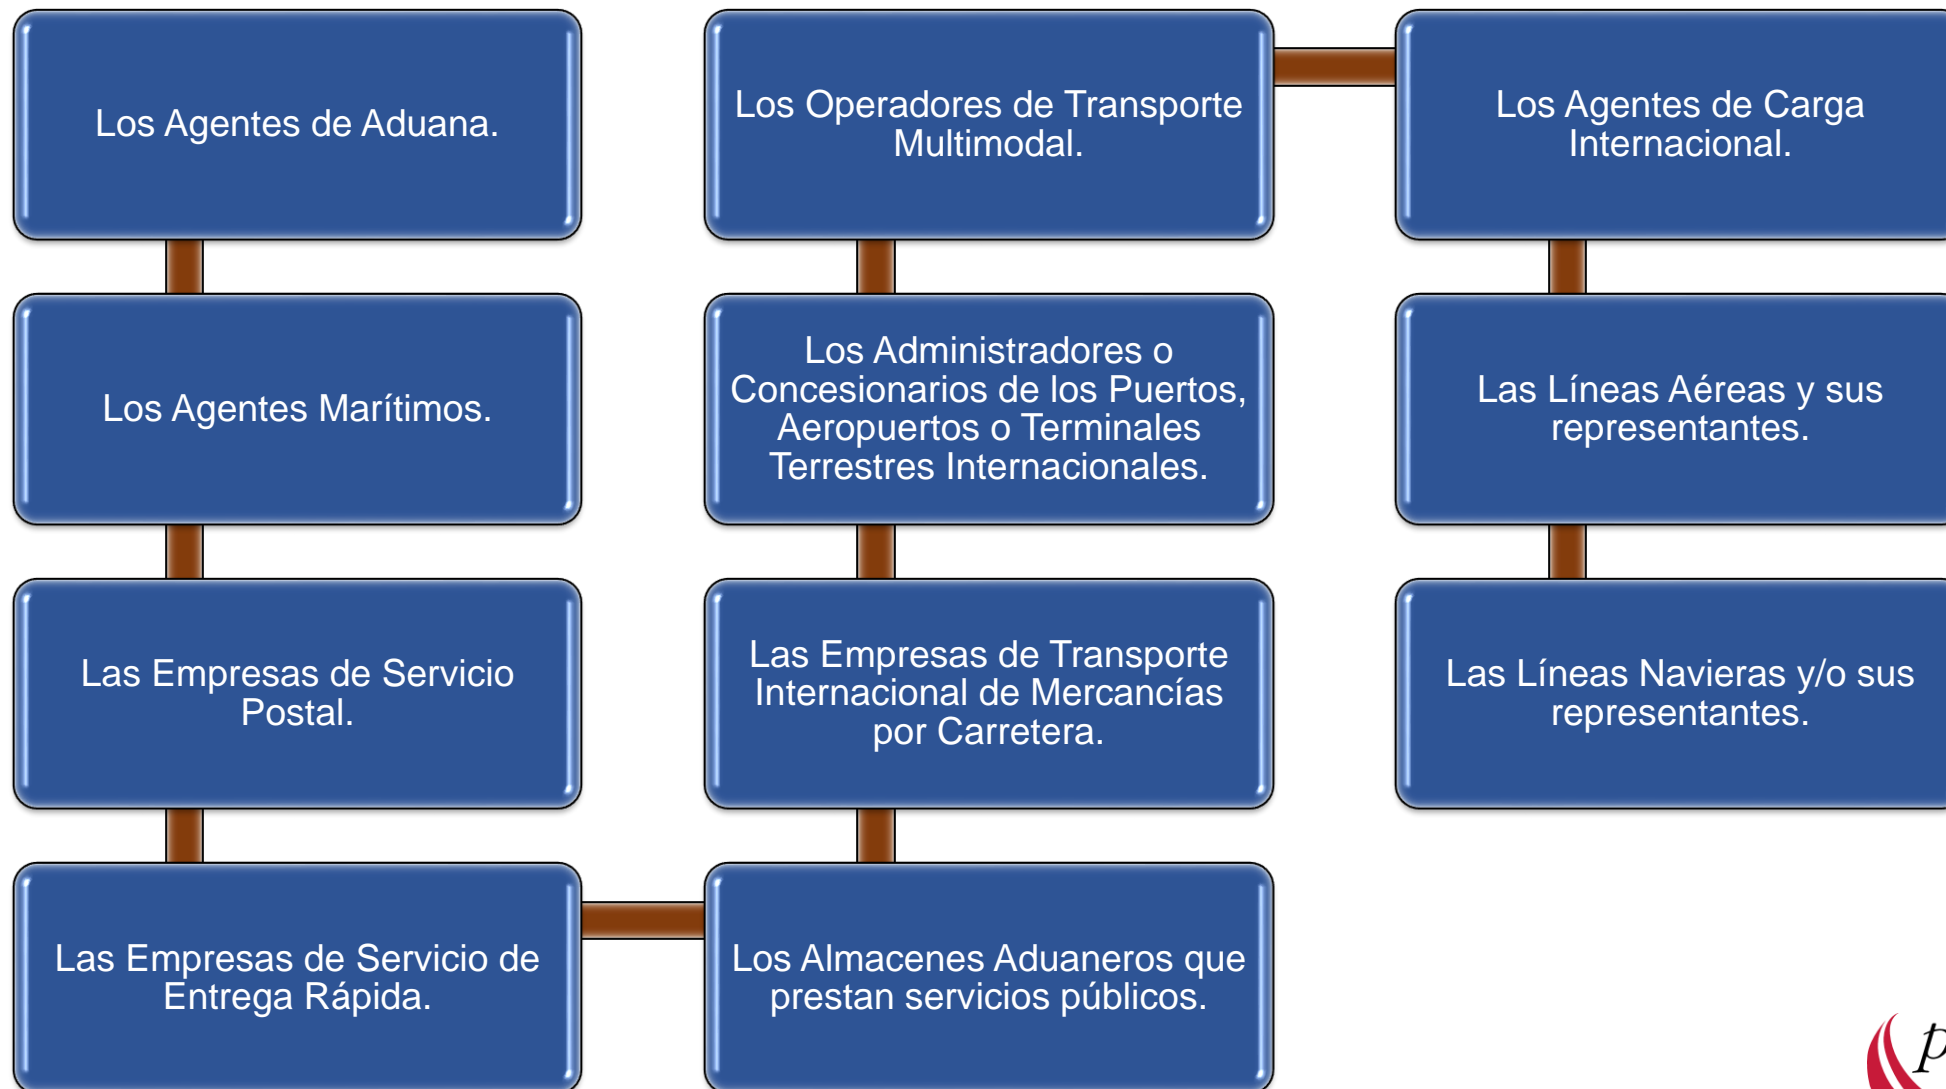 Los Agentes de Aduana.
Los Agentes Marítimos.
Las Empresas de Servicio
Postal.
Las Empresas de Servicio de
Entrega Rápida.
Los Almacenes Aduaneros que
prestan servicios públicos.
Las Empresas de Transporte
Internacional de Mercancías
por Carretera.
Los Administradores o
Concesionarios de los Puertos,
Aeropuertos o Terminales
Terrestres Internacionales.
Los Operadores de Transporte
Multimodal.
Los Agentes de Carga
Internacional.
Las Líneas Aéreas y sus
representantes.
Las Líneas Navieras y/o sus
representantes.